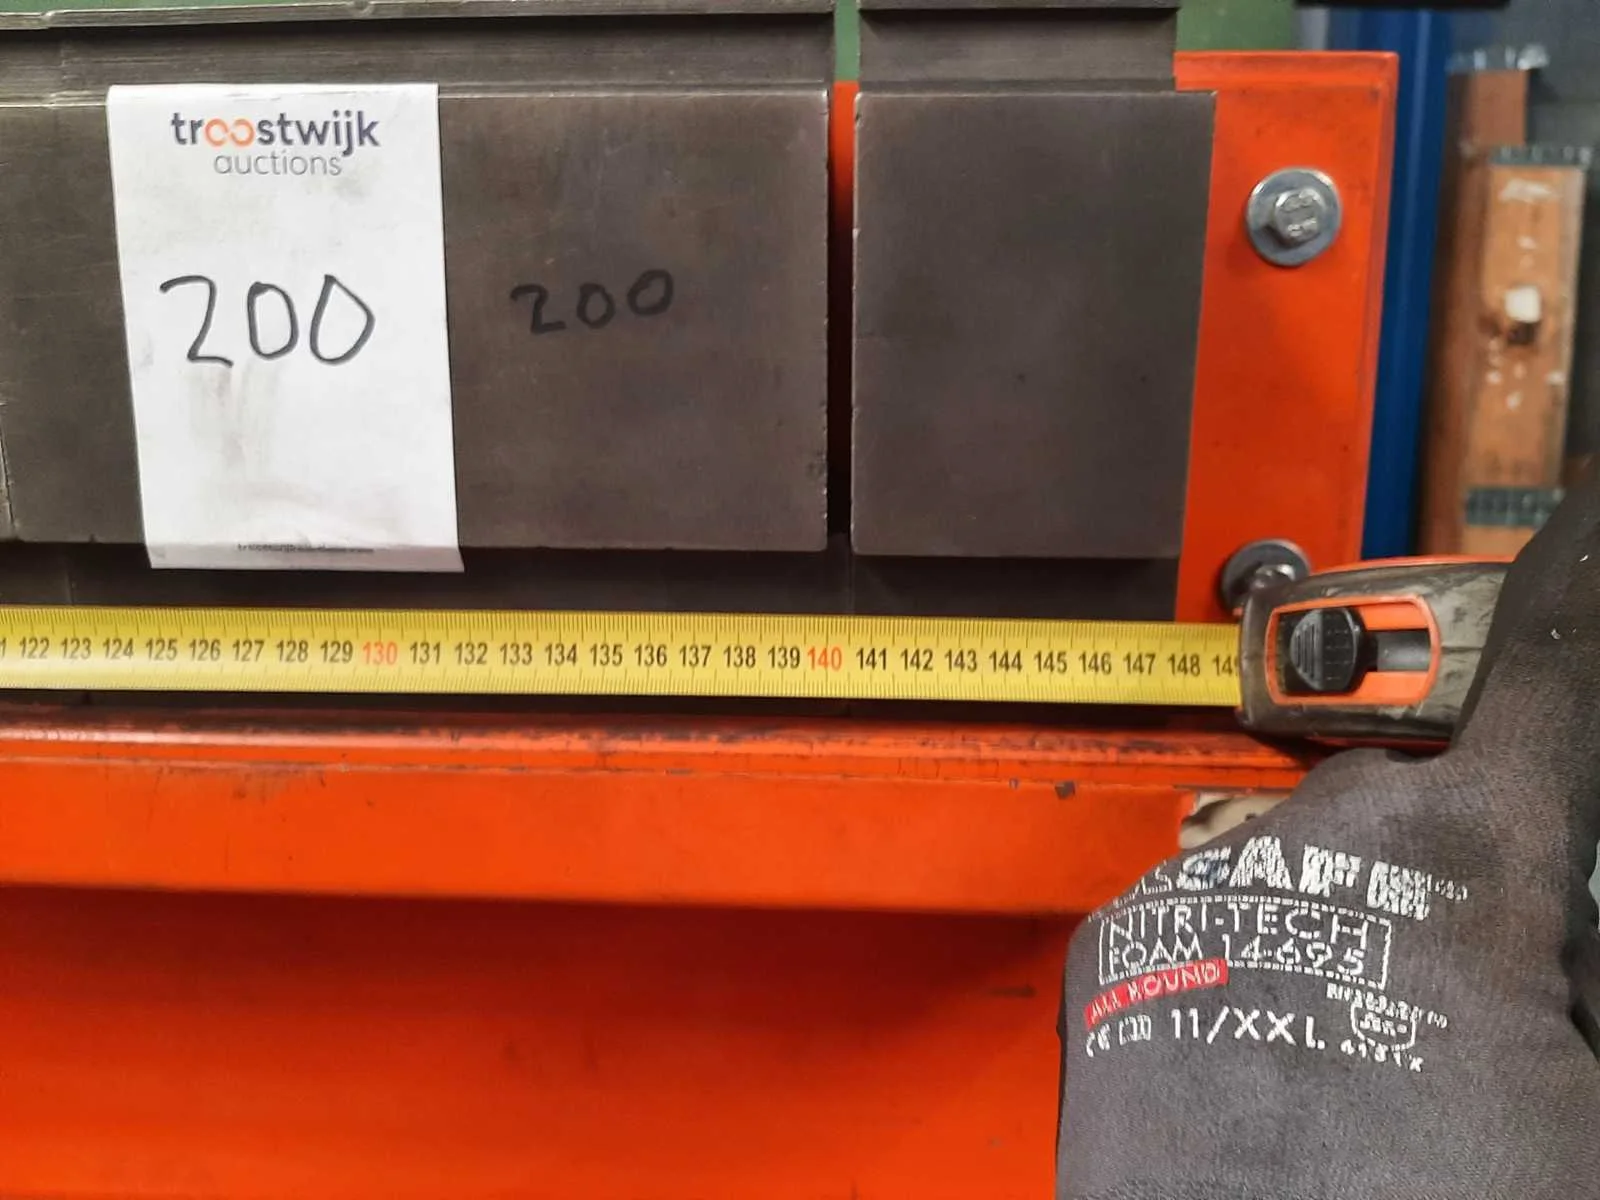 troostwijk
auctions
200
200
122 123 124 125 126 127 128 129 130 131 132 133 134 135 136 137 138 139 140 141 142 143 144 145 146 147 148
NITRI-TECH
FOAM 14-695
ALL ROUND
11/XXL